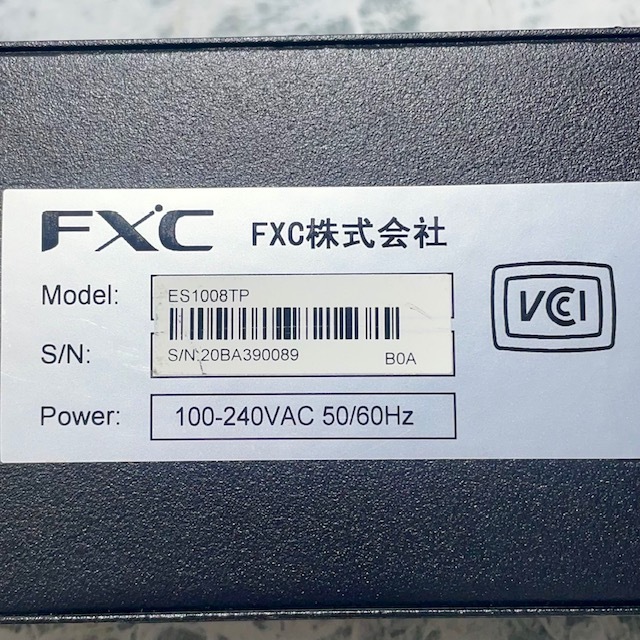 FXC FXC株式会社
Model: ES1008TP
S/N: S/N:20BA390089 B0A
Power: 100-240VAC 50/60Hz
VCCI